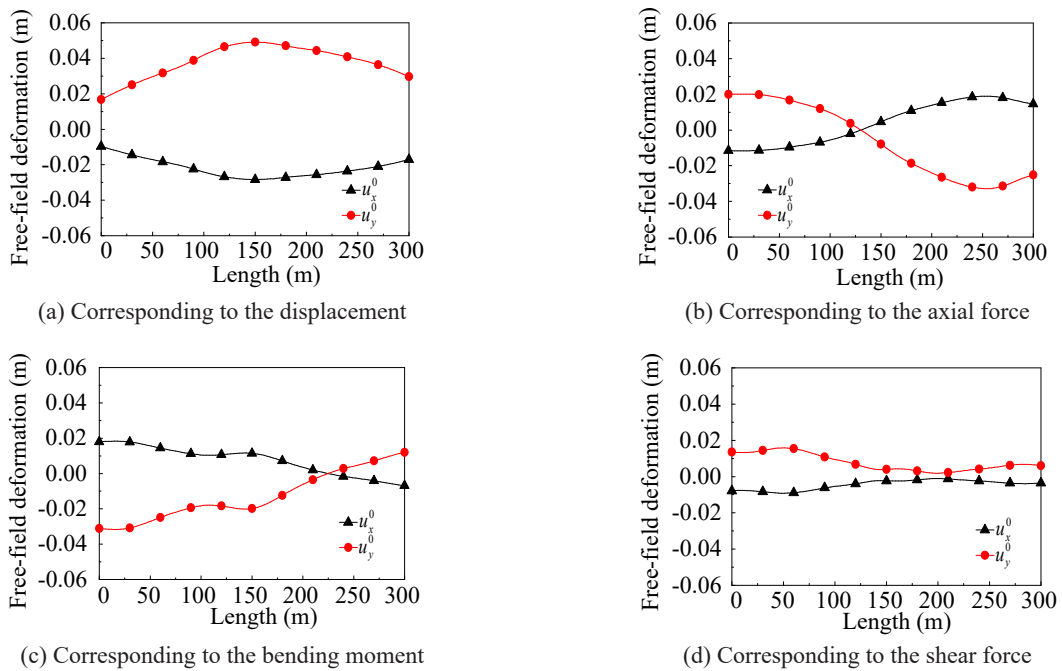 Free-field deformation (m)
0.06
0.04
0.02
0.00
-0.02
-0.04
-0.06
u_x^0
u_y^0
0 50 100 150 200 250 300
Length (m)
(a) Corresponding to the displacement
Free-field deformation (m)
0.06
0.04
0.02
0.00
-0.02
-0.04
-0.06
u_x^0
u_y^0
0 50 100 150 200 250 300
Length (m)
(b) Corresponding to the axial force
Free-field deformation (m)
0.06
0.04
0.02
0.00
-0.02
-0.04
-0.06
u_x^0
u_y^0
0 50 100 150 200 250 300
Length (m)
(c) Corresponding to the bending moment
Free-field deformation (m)
0.06
0.04
0.02
0.00
-0.02
-0.04
-0.06
u_x^0
u_y^0
0 50 100 150 200 250 300
Length (m)
(d) Corresponding to the shear force